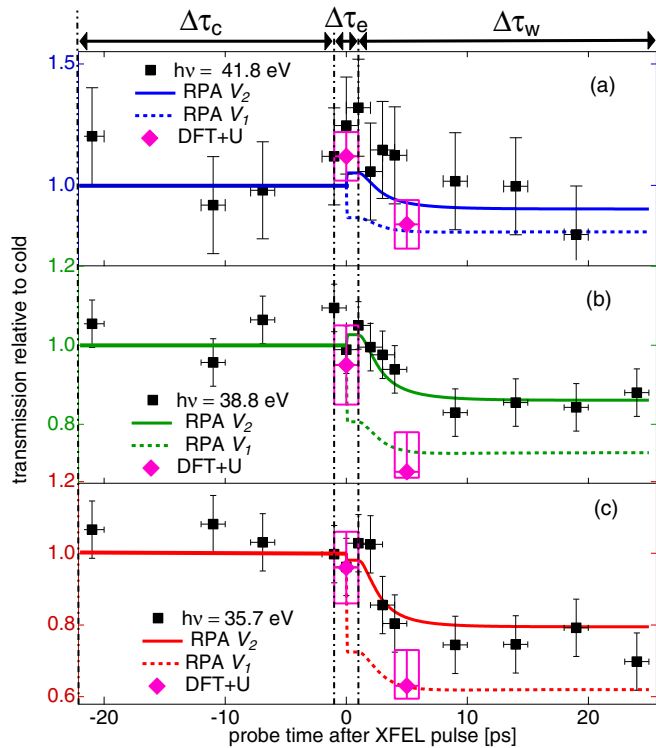 Δτc Δτe Δτw
1.5
(a)
hν = 41.8 eV
RPA V2
RPA V1
DFT+U
1.0
1.2
(b)
1.0
hν = 38.8 eV
RPA V2
RPA V1
DFT+U
0.8
1.2
(c)
1.0
hν = 35.7 eV
RPA V2
RPA V1
DFT+U
0.8
0.6
transmission relative to cold
-20 -10 0 10 20
probe time after XFEL pulse [ps]